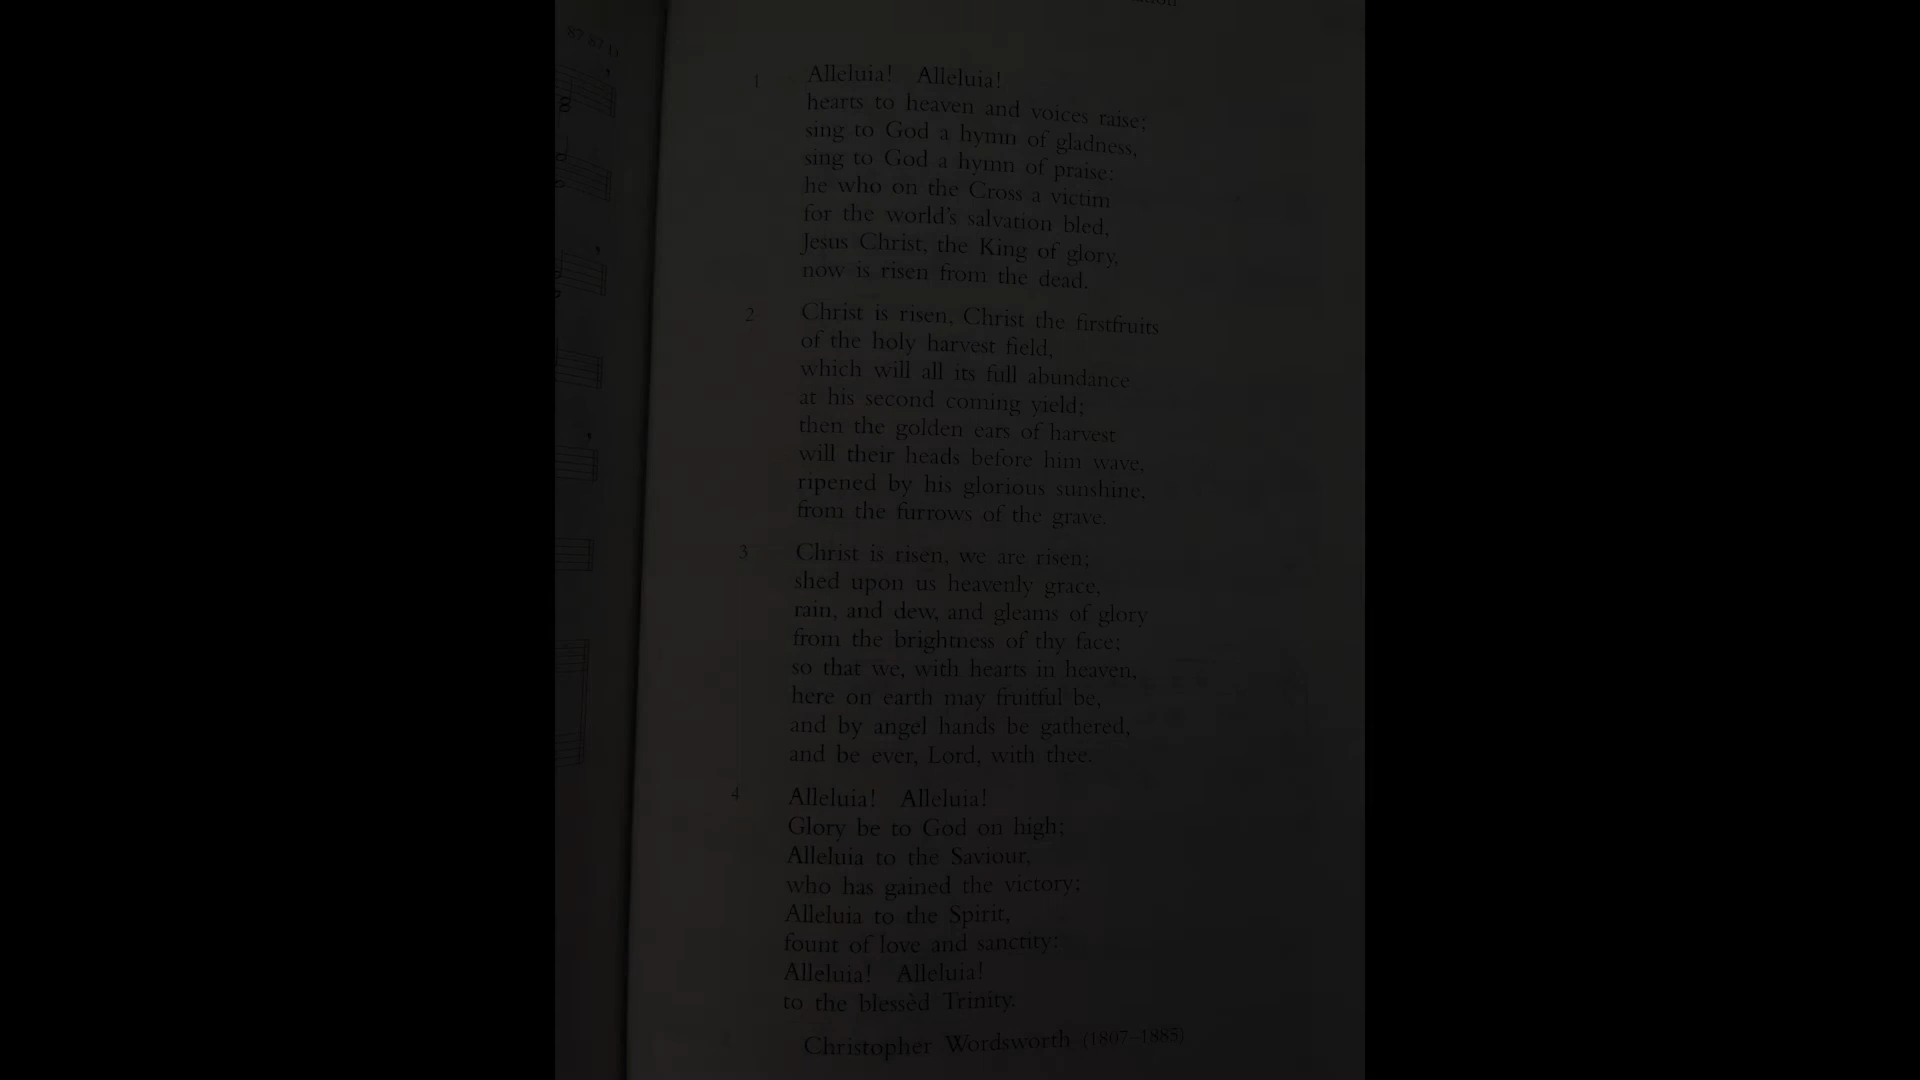 87 87 D
1 Alleluia! Alleluia!
hearts to heaven and voices raise;
sing to God a hymn of gladness,
sing to God a hymn of praise:
he who on the Cross a victim
for the world's salvation bled,
Jesus Christ, the King of glory,
now is risen from the dead.
2 Christ is risen, Christ the firstfruits
of the holy harvest field,
which will all its full abundance
at his second coming yield;
then the golden ears of harvest
will their heads before him wave,
ripened by his glorious sunshine,
from the furrows of the grave.
3 Christ is risen, we are risen;
shed upon us heavenly grace,
rain, and dew, and gleams of glory
from the brightness of thy face;
so that we, with hearts in heaven,
here on earth may fruitful be,
and by angel hands be gathered,
and be ever, Lord, with thee.
4 Alleluia! Alleluia!
Glory be to God on high;
Alleluia to the Saviour,
who has gained the victory;
Alleluia to the Spirit,
fount of love and sanctity:
Alleluia! Alleluia!
to the blessèd Trinity.
Christopher Wordsworth (1807–1885)